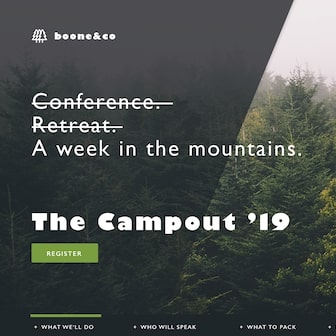 boone&co
Conference.
Retreat.
A week in the mountains.
The Campout ’19
REGISTER
WHAT WE'LL DO
WHO WILL SPEAK
WHAT TO PACK